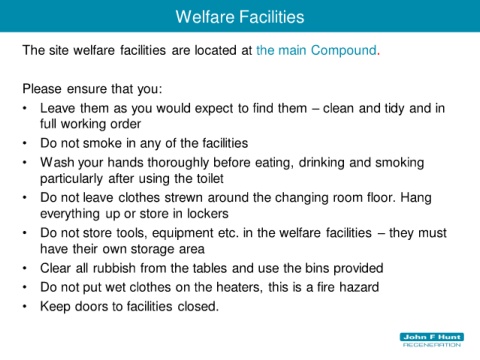 Welfare Facilities
The site welfare facilities are located at the main Compound.
Please ensure that you:
• Leave them as you would expect to find them – clean and tidy and in
full working order
• Do not smoke in any of the facilities
• Wash your hands thoroughly before eating, drinking and smoking
particularly after using the toilet
• Do not leave clothes strewn around the changing room floor. Hang
everything up or store in lockers
• Do not store tools, equipment etc. in the welfare facilities – they must
have their own storage area
• Clear all rubbish from the tables and use the bins provided
• Do not put wet clothes on the heaters, this is a fire hazard
• Keep doors to facilities closed.
John F Hunt
REGENERATION